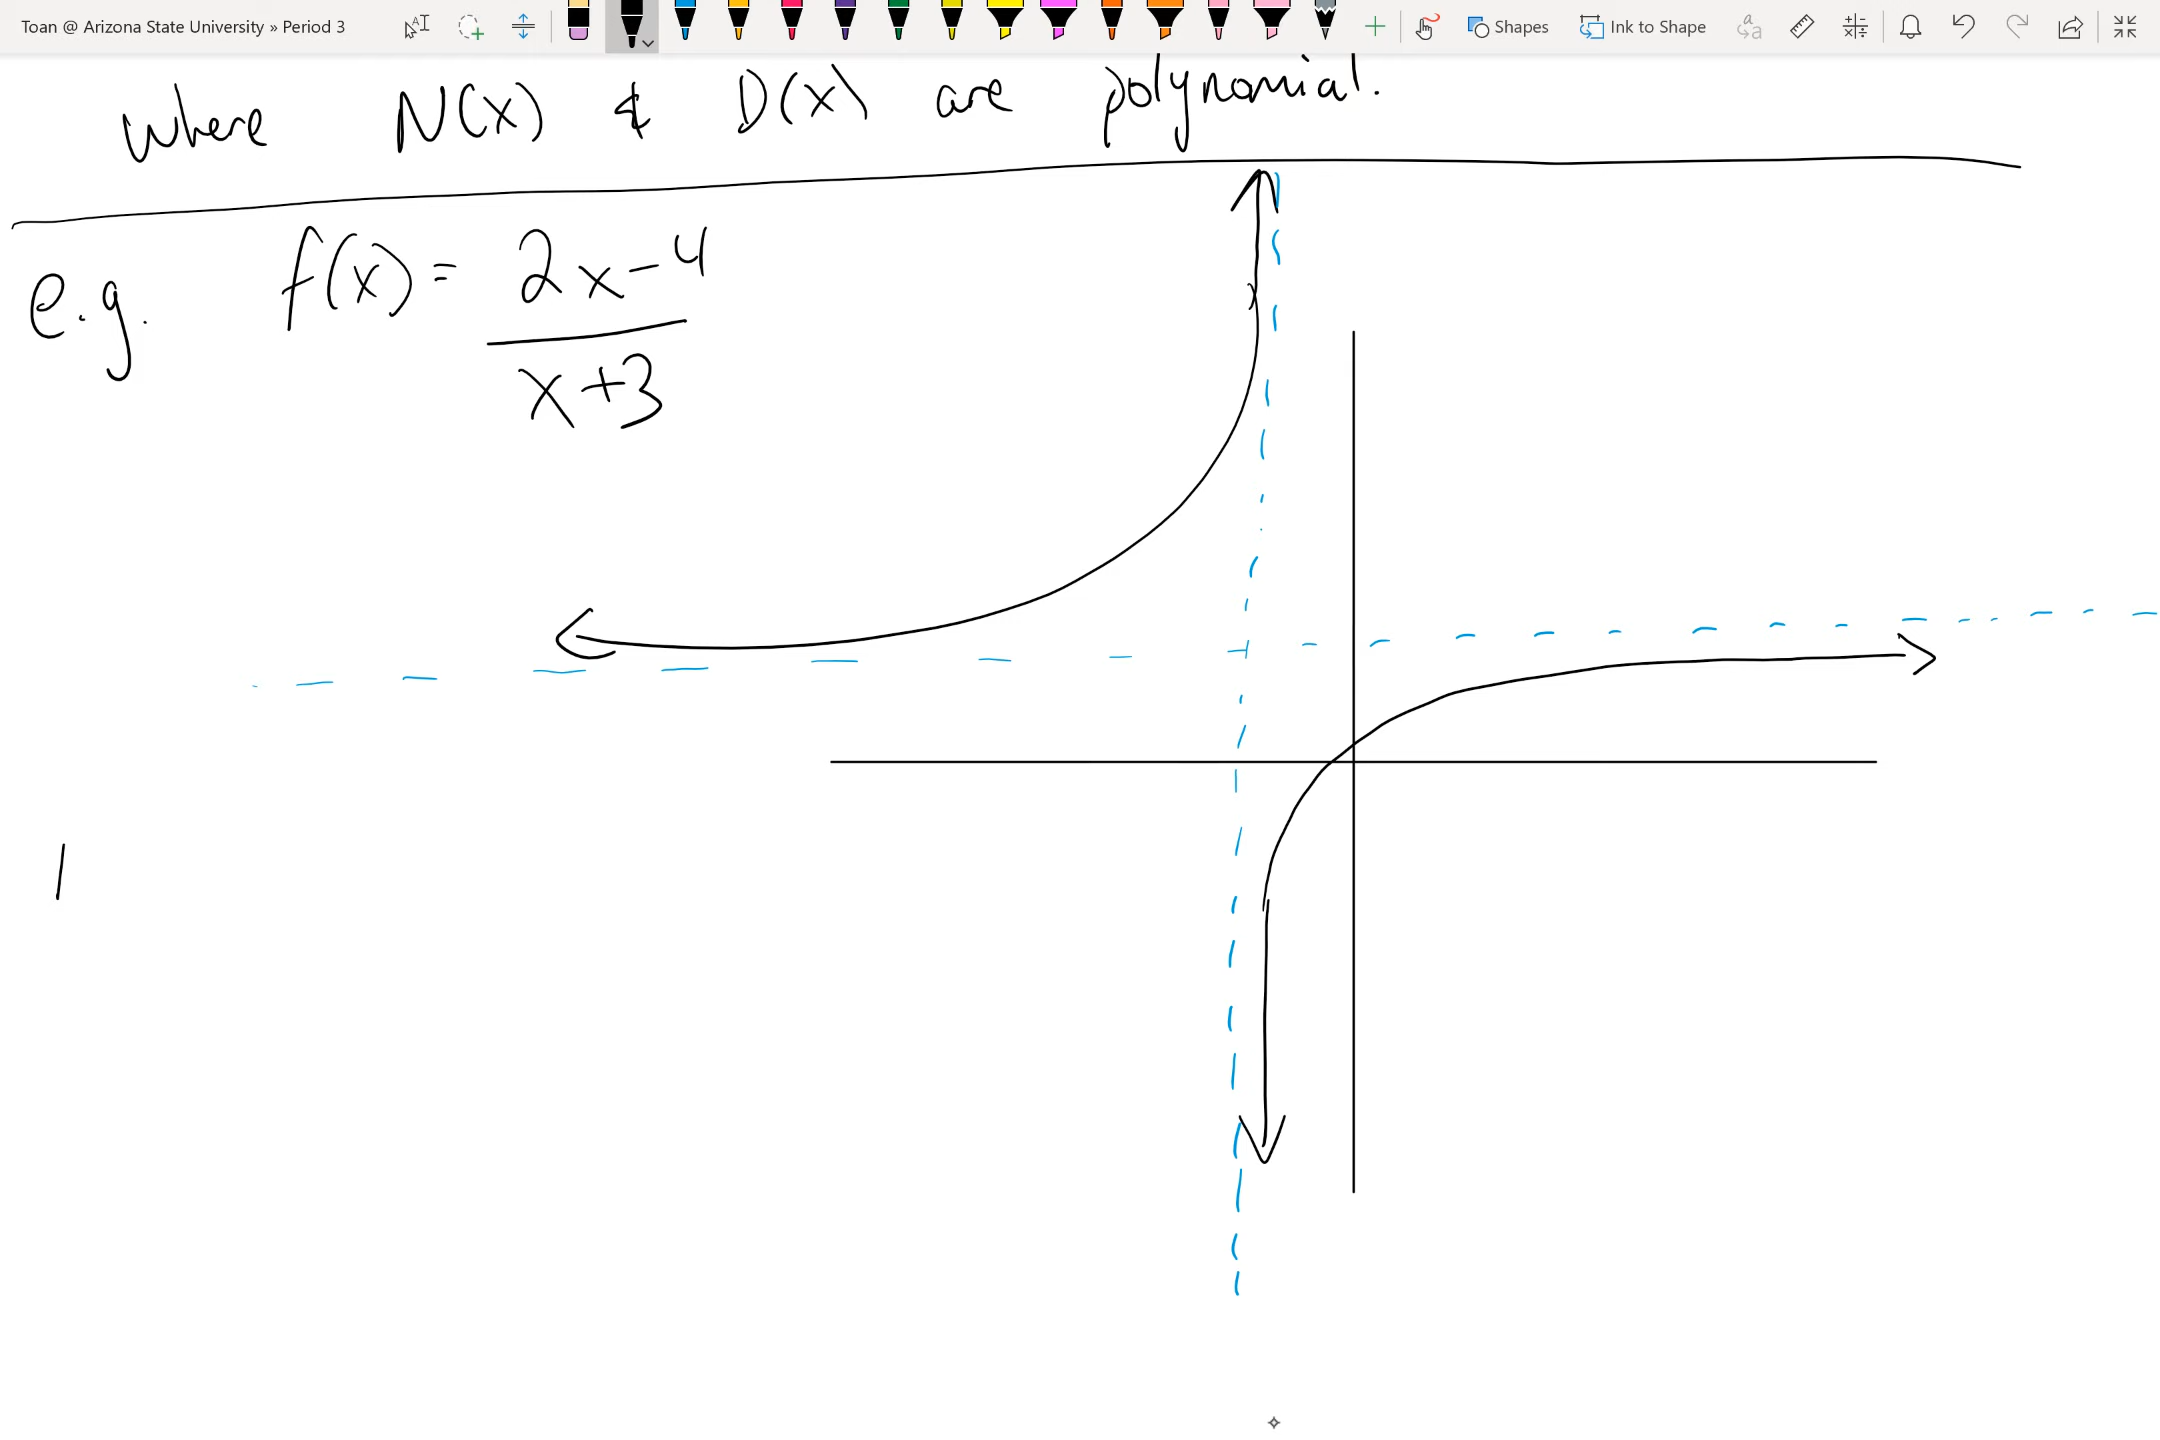 Toan @ Arizona State University » Period 3
Shapes
Ink to Shape
where N(x) & D(x) are polynomial.
e.g. f(x) = 2x-4
x+3